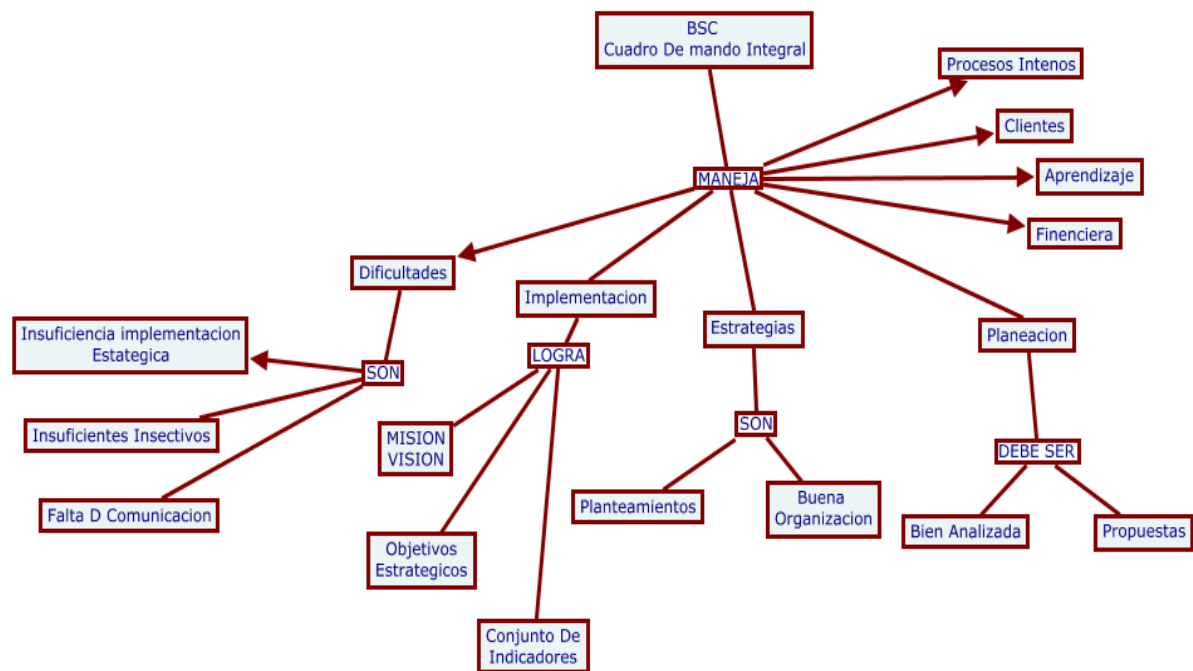 BSC
Cuadro De mando Integral
Procesos Intenos
Clientes
Aprendizaje
Finenciera
MANEJA
Dificultades
Implementacion
Estrategias
Planeacion
Insuficiencia implementacion
Estategica
SON
LOGRA
Insuficientes Insectivos
MISION
VISION
SON
DEBE SER
Falta D Comunicacion
Planteamientos
Buena
Organizacion
Bien Analizada
Propuestas
Objetivos
Estrategicos
Conjunto De
Indicadores